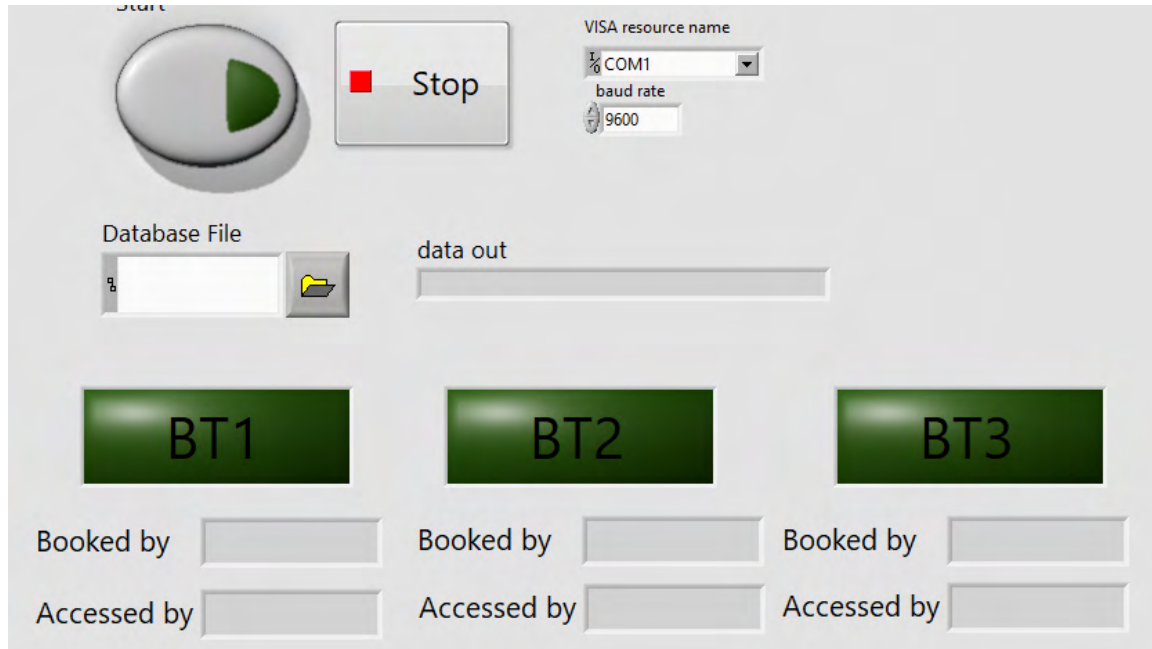 Start
Stop
VISA resource name
COM1
baud rate
9600
Database File
data out
BT1
BT2
BT3
Booked by
Booked by
Booked by
Accessed by
Accessed by
Accessed by